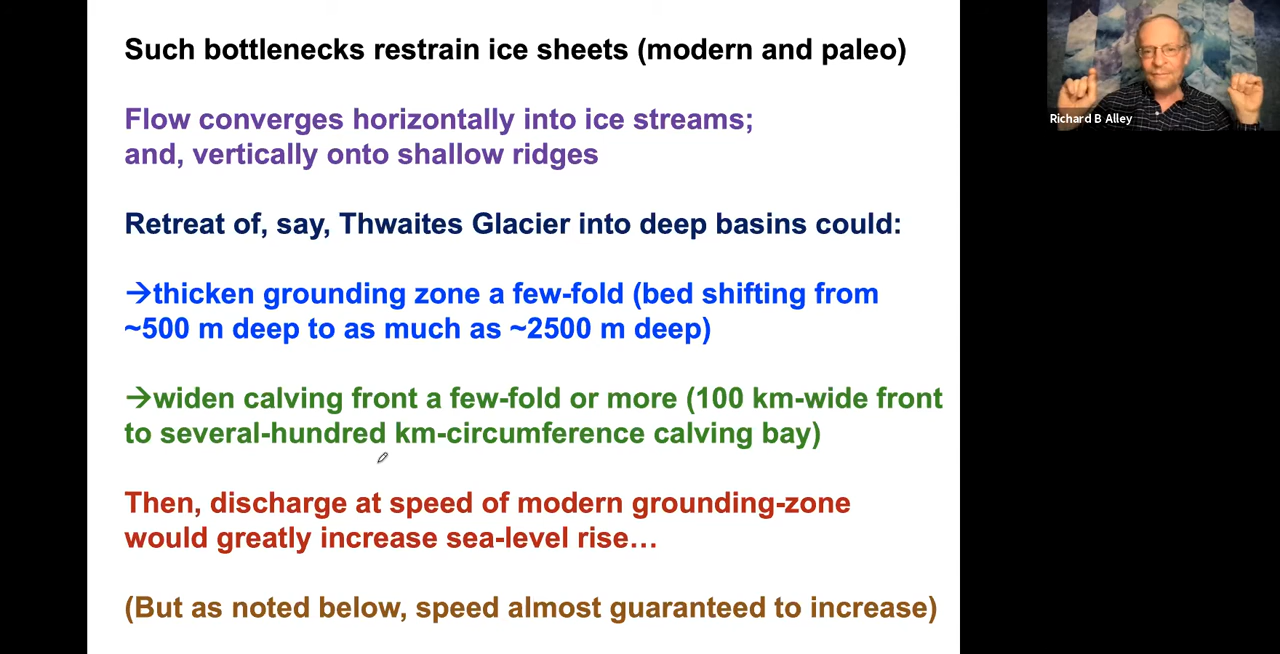 Such bottlenecks restrain ice sheets (modern and paleo)
Flow converges horizontally into ice streams;
and, vertically onto shallow ridges
Retreat of, say, Thwaites Glacier into deep basins could:
→thicken grounding zone a few-fold (bed shifting from
~500 m deep to as much as ~2500 m deep)
→widen calving front a few-fold or more (100 km-wide front
to several-hundred km-circumference calving bay)
Then, discharge at speed of modern grounding-zone
would greatly increase sea-level rise…
(But as noted below, speed almost guaranteed to increase)
Richard B Alley